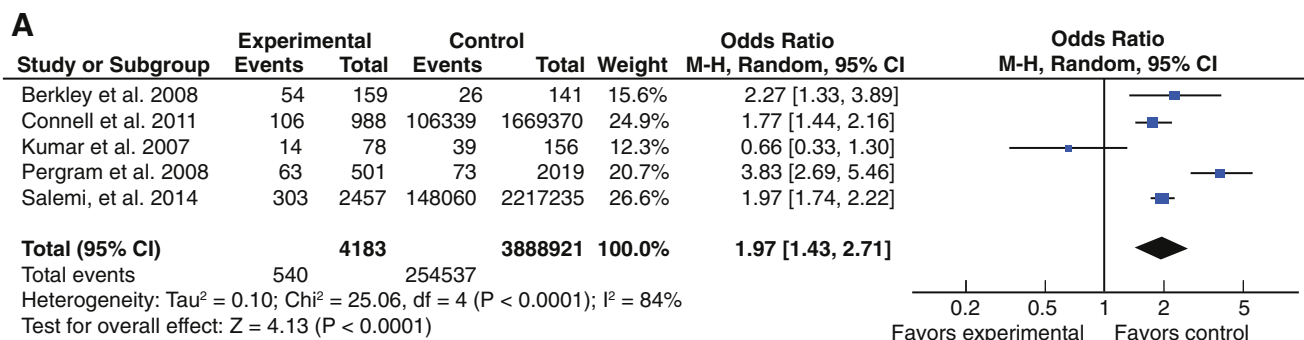 A
Experimental Control Odds Ratio Odds Ratio
Study or Subgroup Events Total Events Total Weight M-H, Random, 95% CI M-H, Random, 95% CI
Berkley et al. 2008 54 159 26 141 15.6% 2.27 [1.33, 3.89]
Connell et al. 2011 106 988 106339 1669370 24.9% 1.77 [1.44, 2.16]
Kumar et al. 2007 14 78 39 156 12.3% 0.66 [0.33, 1.30]
Pergram et al. 2008 63 501 73 2019 20.7% 3.83 [2.69, 5.46]
Salemi, et al. 2014 303 2457 148060 2217235 26.6% 1.97 [1.74, 2.22]
Total (95% CI) 4183 3888921 100.0% 1.97 [1.43, 2.71]
Total events 540 254537
Heterogeneity: Tau² = 0.10; Chi² = 25.06, df = 4 (P < 0.0001); I² = 84%
Test for overall effect: Z = 4.13 (P < 0.0001)
0.2 0.5 1 2 5
Favors experimental Favors control